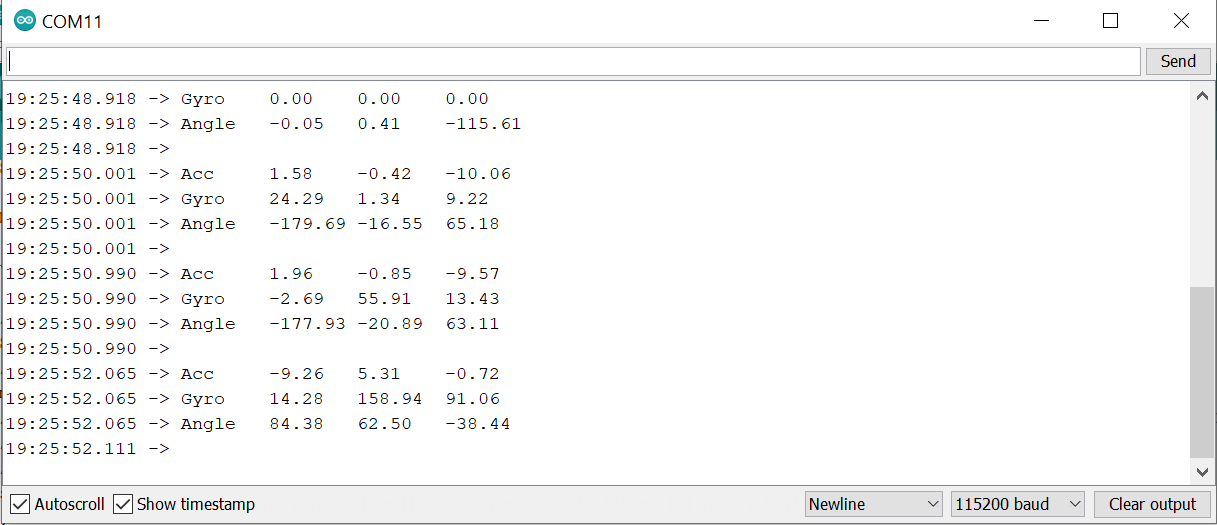 COM11
Send
19:25:48.918 -> Gyro 0.00 0.00 0.00
19:25:48.918 -> Angle -0.05 0.41 -115.61
19:25:48.918 ->
19:25:50.001 -> Acc 1.58 -0.42 -10.06
19:25:50.001 -> Gyro 24.29 1.34 9.22
19:25:50.001 -> Angle -179.69 -16.55 65.18
19:25:50.001 ->
19:25:50.990 -> Acc 1.96 -0.85 -9.57
19:25:50.990 -> Gyro -2.69 55.91 13.43
19:25:50.990 -> Angle -177.93 -20.89 63.11
19:25:50.990 ->
19:25:52.065 -> Acc -9.26 5.31 -0.72
19:25:52.065 -> Gyro 14.28 158.94 91.06
19:25:52.065 -> Angle 84.38 62.50 -38.44
19:25:52.111 ->
Autoscroll Show timestamp Newline 115200 baud Clear output